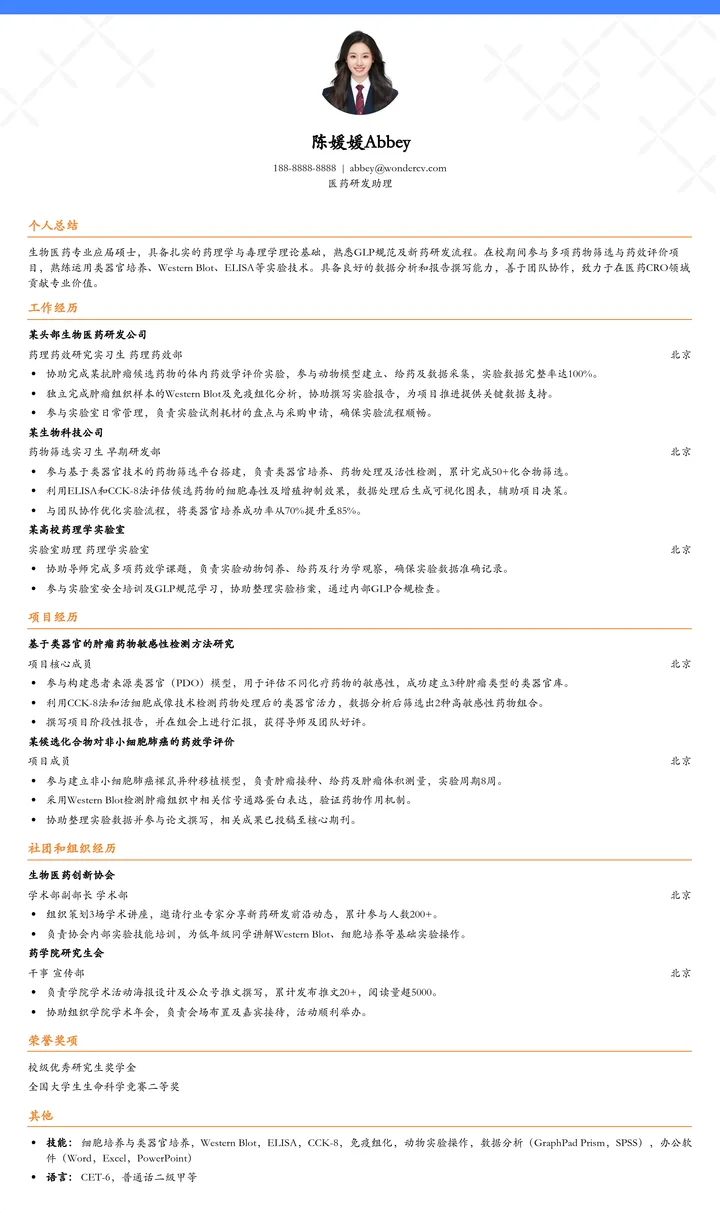 陈媛媛Abbey
188-8888-8888 | abbey@wondercv.com
医药研发助理
个人总结
生物医药专业应届硕士，具备扎实的药理学与毒理学理论基础，熟悉GLP规范及新药研发流程。在校期间参与多项药物筛选与药效评价项
目，熟练运用类器官培养、Western Blot、ELISA等实验技术。具备良好的数据分析和报告撰写能力，善于团队协作，致力于在医药CRO领域
贡献专业价值。
工作经历
某头部生物医药研发公司
药理药效研究实习生 药理药效部 北京
• 协助完成某抗肿瘤候选药物的体内药效学评价实验，参与动物模型建立、给药及数据采集，实验数据完整率达100%。
• 独立完成肿瘤组织样本的Western Blot及免疫组化分析，协助撰写实验报告，为项目推进提供关键数据支持。
• 参与实验室日常管理，负责实验试剂耗材的盘点与采购申请，确保实验流程顺畅。
某生物科技公司
药物筛选实习生 早期研发部 北京
• 参与基于类器官技术的药物筛选平台搭建，负责类器官培养、药物处理及活性检测，累计完成50+化合物筛选。
• 利用ELISA和CCK-8法评估候选药物的细胞毒性及增殖抑制效果，数据处理后生成可视化图表，辅助项目决策。
• 与团队协作优化实验流程，将类器官培养成功率从70%提升至85%。
某高校药理学实验室
实验室助理 药理学实验室 北京
• 协助导师完成多项药效学课题，负责实验动物饲养、给药及行为学观察，确保实验数据准确记录。
• 参与实验室安全培训及GLP规范学习，协助整理实验档案，通过内部GLP合规检查。
项目经历
基于类器官的肿瘤药物敏感性检测方法研究
项目核心成员 北京
• 参与构建患者来源类器官（PDO）模型，用于评估不同化疗药物的敏感性，成功建立3种肿瘤类型的类器官库。
• 利用CCK-8法和活细胞成像技术检测药物处理后的类器官活力，数据分析后筛选出2种高敏感性药物组合。
• 撰写项目阶段性报告，并在组会上进行汇报，获得导师及团队好评。
某候选化合物对非小细胞肺癌的药效学评价
项目成员 北京
• 参与建立非小细胞肺癌裸鼠异种移植模型，负责肿瘤接种、给药及肿瘤体积测量，实验周期8周。
• 采用Western Blot检测肿瘤组织中相关信号通路蛋白表达，验证药物作用机制。
• 协助整理实验数据并参与论文撰写，相关成果已投稿至核心期刊。
社团和组织经历
生物医药创新协会
学术部副部长 学术部 北京
• 组织策划3场学术讲座，邀请行业专家分享新药研发前沿动态，累计参与人数200+。
• 负责协会内部实验技能培训，为低年级同学讲解Western Blot、细胞培养等基础实验操作。
药学院研究生会
干事 宣传部 北京
• 负责学院学术活动海报设计及公众号推文撰写，累计发布推文20+，阅读量超5000。
• 协助组织学院学术年会，负责会场布置及嘉宾接待，活动顺利举办。
荣誉奖项
校级优秀研究生奖学金
全国大学生生命科学竞赛二等奖
其他
• 技能： 细胞培养与类器官培养，Western Blot，ELISA，CCK-8，免疫组化，动物实验操作，数据分析（GraphPad Prism，SPSS），办公软
件（Word，Excel，PowerPoint）
• 语言： CET-6，普通话二级甲等